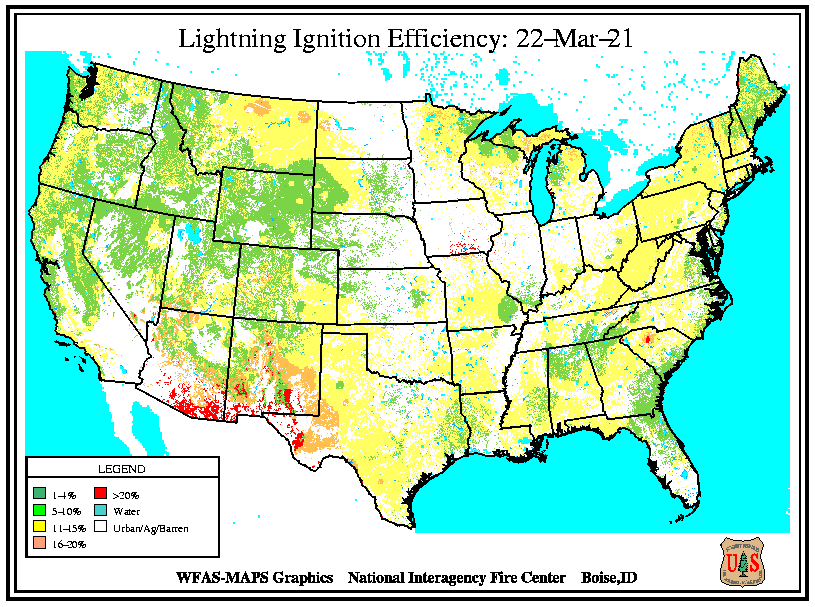 Lightning Ignition Efficiency: 22-Mar-21
LEGEND
1-4%
5-10%
11-15%
16-20%
>20%
Water
Urban/Ag/Barren
U S
WFAS-MAPS Graphics National Interagency Fire Center Boise,ID